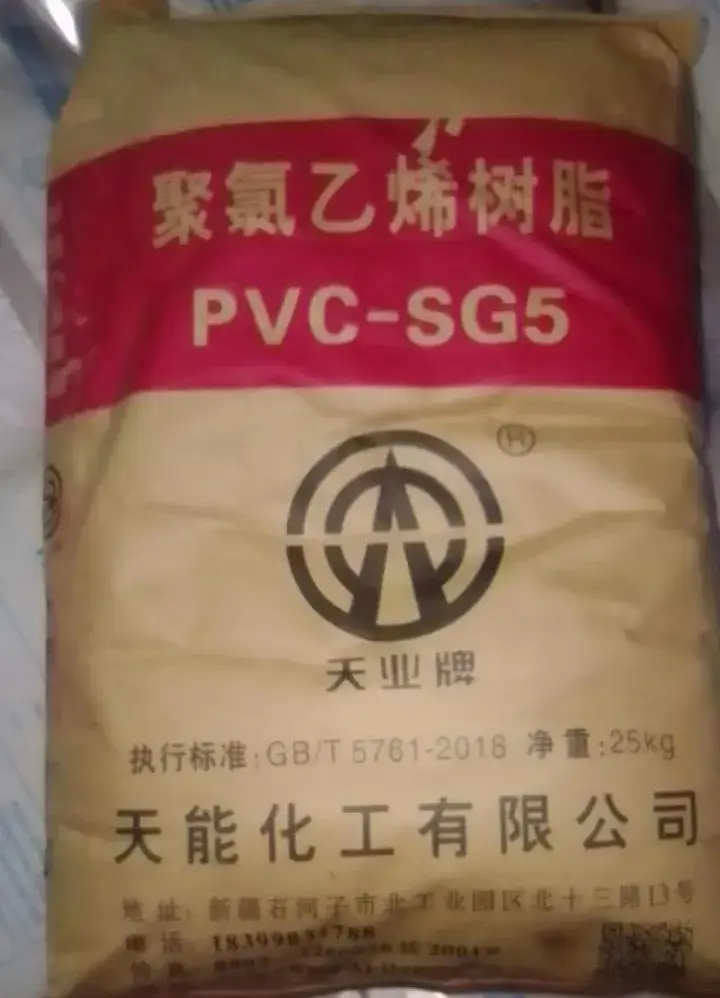 聚氯乙烯树脂
PVC-SG5
天业牌
执行标准:GB/T 5761-2018 净重:25kg
天能化工有限公司
地址:新疆石河子市北工业园区北十三路13号
电话: